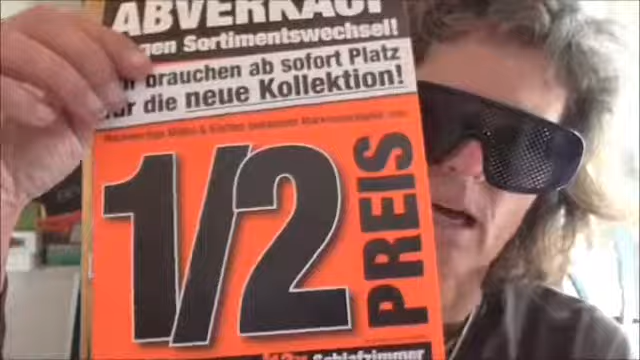 ABVERKAUF
gen Sortimentswechsel!
brauchen ab sofort Platz
für die neue Kollektion!
1/2
PREIS
Schlafzimmer